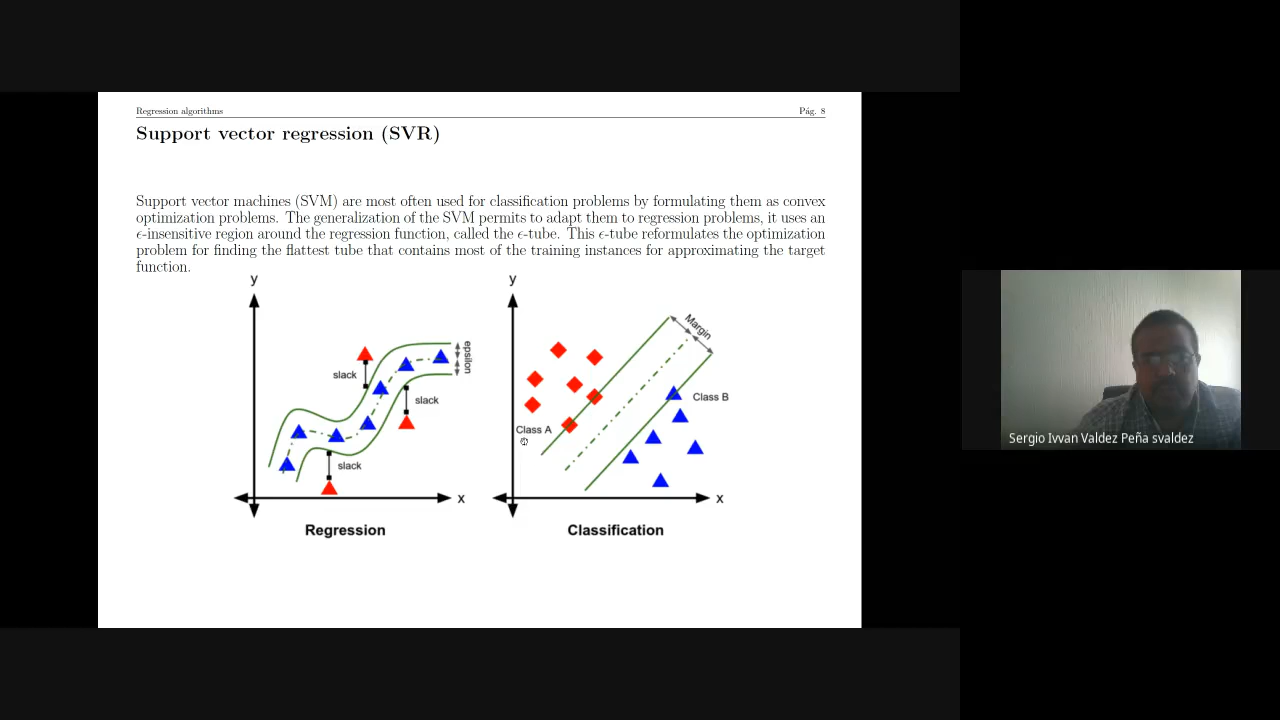 Regression algorithms
Pág. 8
Support vector regression (SVR)
Support vector machines (SVM) are most often used for classification problems by formulating them as convex
optimization problems. The generalization of the SVM permits to adapt them to regression problems, it uses an
ϵ-insensitive region around the regression function, called the ϵ-tube. This ϵ-tube reformulates the optimization
problem for finding the flattest tube that contains most of the training instances for approximating the target
function.
y
slack
slack
slack
epsilon
x
Regression
y
Margin
Class B
Class A
x
Classification
Sergio Ivvan Valdez Peña svaldez